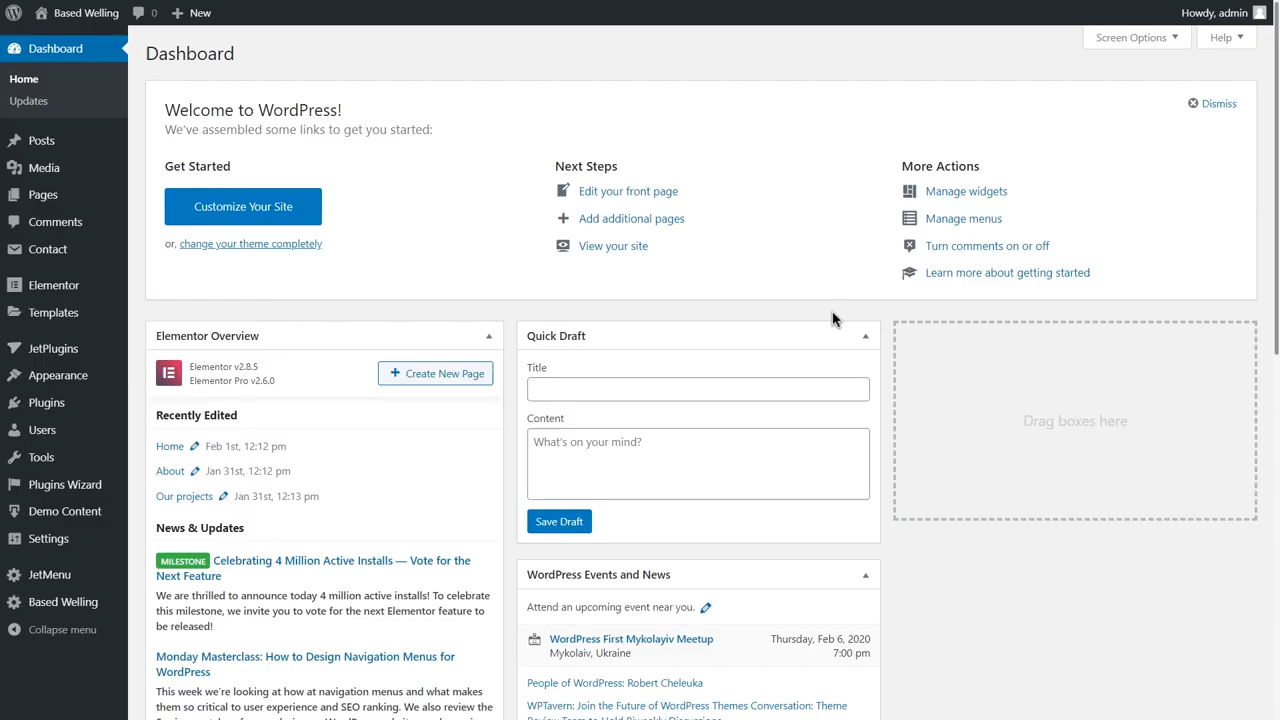 Based Welling
0
New
Howdy, admin
Dashboard
Home
Updates
Posts
Media
Pages
Comments
Contact
Elementor
Templates
JetPlugins
Appearance
Plugins
Users
Tools
Plugins Wizard
Demo Content
Settings
JetMenu
Based Welling
Collapse menu
Screen Options
Help
Dashboard
Welcome to WordPress!
We've assembled some links to get you started:
Dismiss
Get Started
Customize Your Site
or, change your theme completely
Next Steps
Edit your front page
Add additional pages
View your site
More Actions
Manage widgets
Manage menus
Turn comments on or off
Learn more about getting started
Elementor Overview
Elementor v2.8.5
Elementor Pro v2.6.0
+ Create New Page
Recently Edited
Home Feb 1st, 12:12 pm
About Jan 31st, 12:12 pm
Our projects Jan 31st, 12:13 pm
News & Updates
MILESTONE Celebrating 4 Million Active Installs — Vote for the
Next Feature
We are thrilled to announce today 4 million active installs! To celebrate
this milestone, we invite you to vote for the next Elementor feature to
be released!
Monday Masterclass: How to Design Navigation Menus for
WordPress
This week we're looking at how at navigation menus and what makes
them so critical to user experience and SEO ranking. We also review the
Quick Draft
Title
Content
What's on your mind?
Save Draft
WordPress Events and News
Attend an upcoming event near you.
WordPress First Mykolayiv Meetup
Mykolaiv, Ukraine
Thursday, Feb 6, 2020
7:00 pm
People of WordPress: Robert Cheleuka
WPTavern: Join the Future of WordPress Themes Conversation: Theme
Review Team to Hold Biweekly Discussions
Drag boxes here